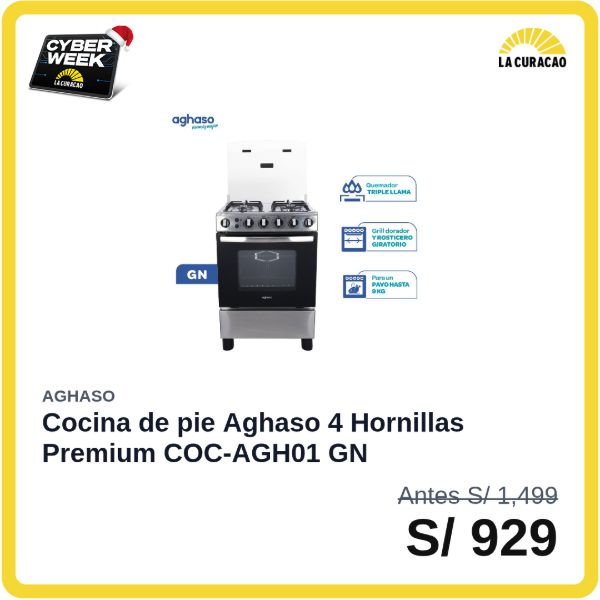 CYBER
WEEK
LA CURACAO
LA CURACAO
aghaso
Quemador
TRIPLE LLAMA
Grill dorador
Y ROSTICERO
GIRATORIO
GN
Para un
PAVO HASTA
9 KG
AGHASO
Cocina de pie Aghaso 4 Hornillas
Premium COC-AGH01 GN
Antes S/ 1,499
S/ 929